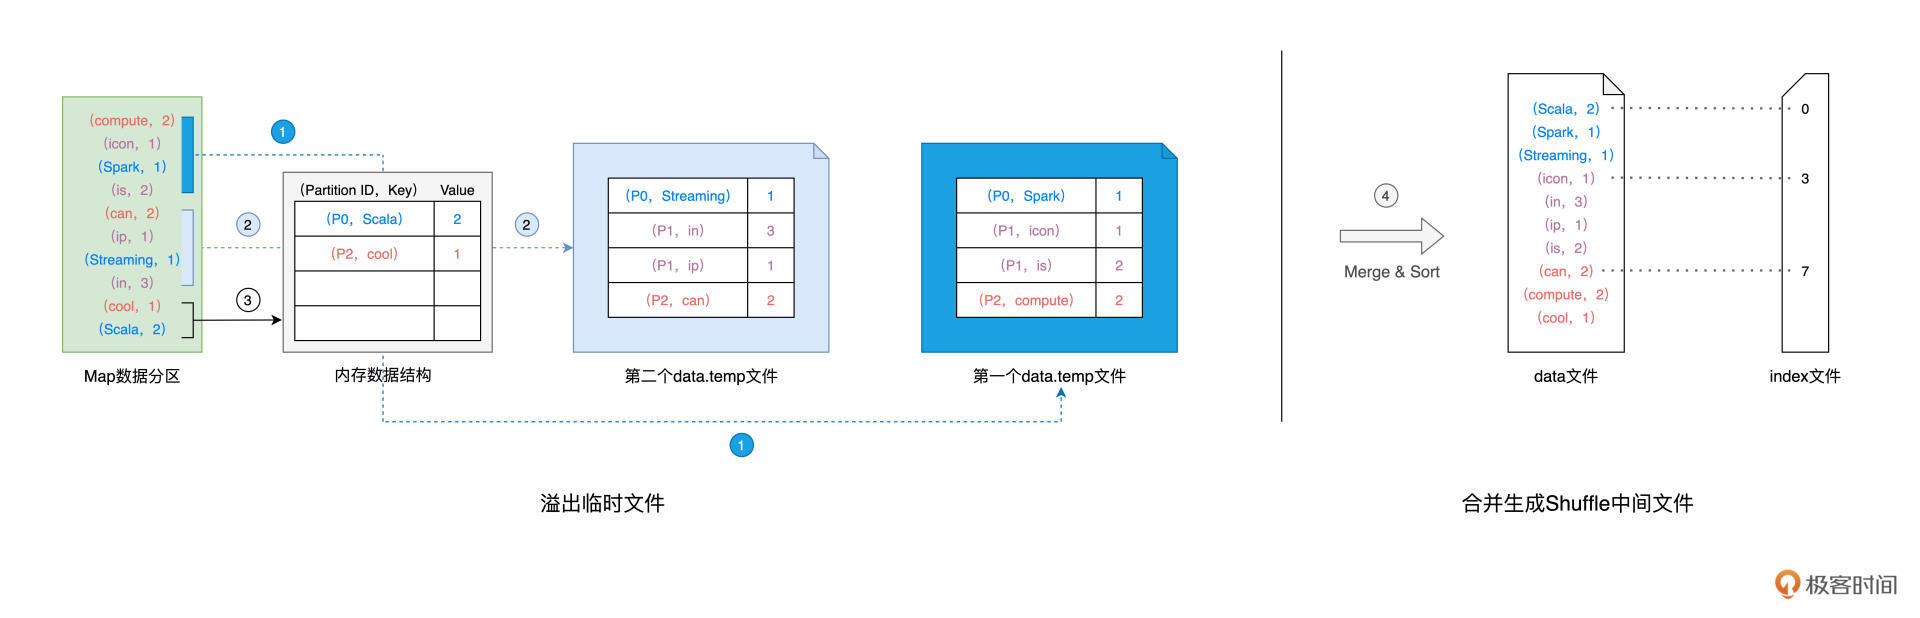 (compute, 2)
(icon, 1)
(Spark, 1)
(is, 2)
(can, 2)
(ip, 1)
(Streaming, 1)
(in, 3)
(cool, 1)
(Scala, 2)
Map数据分区
1
2
3
(Partition ID, Key) Value
(P0, Scala) 2
(P2, cool) 1
内存数据结构
2
(P0, Streaming) 1
(P1, in) 3
(P1, ip) 1
(P2, can) 2
第二个data.temp文件
(P0, Spark) 1
(P1, icon) 1
(P1, is) 2
(P2, compute) 2
第一个data.temp文件
1
溢出临时文件
4
Merge & Sort
(Scala, 2)
(Spark, 1)
(Streaming, 1)
(icon, 1)
(in, 3)
(ip, 1)
(is, 2)
(can, 2)
(compute, 2)
(cool, 1)
data文件
0
3
7
index文件
合并生成Shuffle中间文件
极客时间